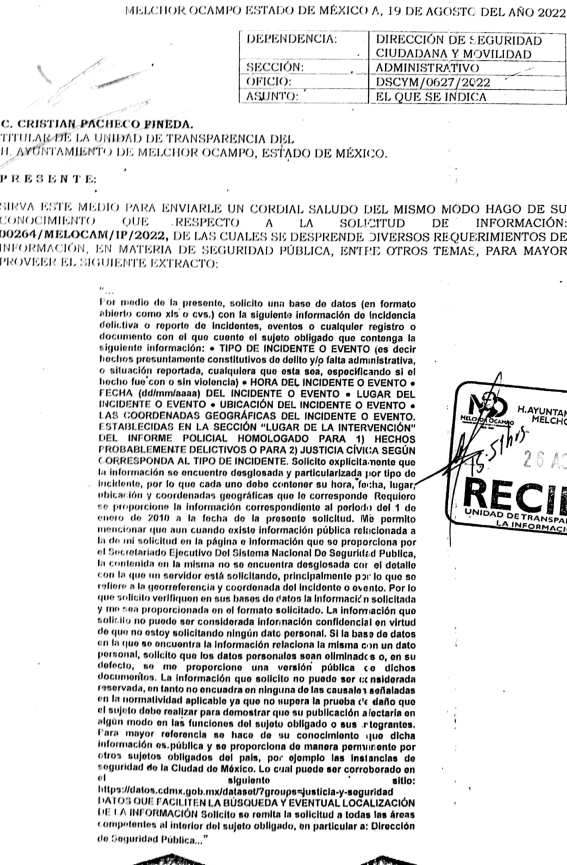 MELCHOR OCAMPO ESTADO DE MÉXICO A, 19 DE AGOSTO DEL AÑO 2022
DEPENDENCIA: DIRECCIÓN DE SEGURIDAD
CIUDADANA Y MOVILIDAD
SECCIÓN: ADMINISTRATIVO
OFICIO: DSCYM/0627/2022
ASUNTO: EL QUE SE INDICA
C. CRISTIAN PACHECO PINEDA.
TITULAR DE LA UNIDAD DE TRANSPARENCIA DEL
H. AYUNTAMIENTO DE MELCHOR OCAMPO, ESTADO DE MÉXICO.
P R E S E N T E:
SIRVA ESTE MEDIO PARA ENVIARLE UN CORDIAL SALUDO DEL MISMO MODO HAGO DE SU
CONOCIMIENTO QUE RESPECTO A LA SOLICITUD DE INFORMACIÓN:
00264/MELOCAM/IP/2022, DE LAS CUALES SE DESPRENDE DIVERSOS REQUERIMIENTOS DE
INFORMACIÓN, EN MATERIA DE SEGURIDAD PÚBLICA, ENTRE OTROS TEMAS, PARA MAYOR
PROVEER EL SIGUIENTE EXTRACTO:
"...
Por medio de la presente, solicito una base de datos (en formato
abierto como xls o cvs.) con la siguiente información de incidencia
delictiva o reporte de incidentes, eventos o cualquier registro o
documento con el que cuente el sujeto obligado que contenga la
siguiente información: • TIPO DE INCIDENTE O EVENTO (es decir
hechos presuntamente constitutivos de delito y/o falta administrativa,
o situación reportada, cualquiera que esta sea, especificando si el
hecho fue con o sin violencia) • HORA DEL INCIDENTE O EVENTO •
FECHA (dd/mm/aaaa) DEL INCIDENTE O EVENTO • LUGAR DEL
INCIDENTE O EVENTO • UBICACIÓN DEL INCIDENTE O EVENTO •
LAS COORDENADAS GEOGRÁFICAS DEL INCIDENTE O EVENTO.
ESTABLECIDAS EN LA SECCIÓN "LUGAR DE LA INTERVENCIÓN"
DEL INFORME POLICIAL HOMOLOGADO PARA 1) HECHOS
PROBABLEMENTE DELICTIVOS O PARA 2) JUSTICIA CÍVICA SEGÚN
CORRESPONDA AL TIPO DE INCIDENTE. Solicito explícitamente que
la información se encuentre desglosada y particularizada por tipo de
incidente, por lo que cada uno debe contener su hora, fecha, lugar,
ubicación y coordenadas geográficas que le corresponde Requiero
se proporcione la información correspondiente al periodo del 1 de
enero de 2010 a la fecha de la presente solicitud. Me permito
mencionar que aun cuando existe información pública relacionada a
la de mi solicitud en la página e información que se proporciona por
el Secretariado Ejecutivo Del Sistema Nacional De Seguridad Publica,
la contenida en la misma no se encuentra desglosada con el detalle
con la que un servidor está solicitando, principalmente por lo que se
refiere a la georreferencia y coordenada del incidente o evento. Por lo
que solicito verifiquen en sus bases de datos la información solicitada
y me sea proporcionada en el formato solicitado. La información que
solicito no puede ser considerada información confidencial en virtud
de que no estoy solicitando ningún dato personal. Si la base de datos
en la que se encuentra la información relaciona la misma con un dato
personal, solicito que los datos personales sean eliminados o, en su
defecto, se me proporcione una versión pública de dichos
documentos. La información que solicito no puede ser considerada
reservada, en tanto no encuadra en ninguna de las causales señaladas
en la normatividad aplicable ya que no supera la prueba de daño que
el sujeto debe realizar para demostrar que su publicación afectaría en
algún modo en las funciones del sujeto obligado o sus integrantes.
Para mayor referencia se hace de su conocimiento que dicha
información es pública y se proporciona de manera permanente por
otros sujetos obligados del país, por ejemplo las instancias de
seguridad de la Ciudad de México. Lo cual puede ser corroborado en
el siguiente sitio:
https://datos.cdmx.gob.mx/dataset/?groups=justicia-y-seguridad
DATOS QUE FACILITEN LA BÚSQUEDA Y EVENTUAL LOCALIZACIÓN
DE LA INFORMACIÓN Solicito se remita la solicitud a todas las áreas
competentes al interior del sujeto obligado, en particular a: Dirección
de Seguridad Pública..."
H.AYUNTAM
MELCHO
MELCHOR OCAMPO
26 AG
RECIB
UNIDAD DE TRANSPA
LA INFORMACI